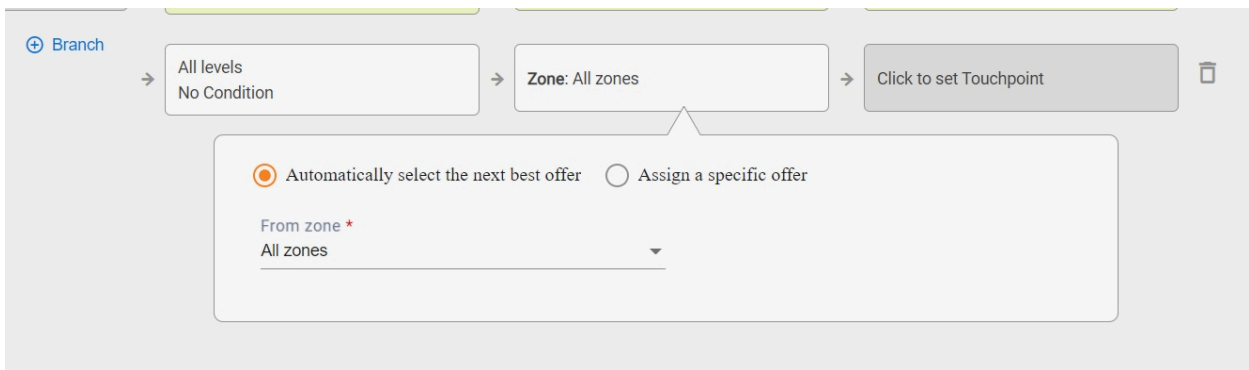 Branch
All levels
No Condition
Zone: All zones
Click to set Touchpoint
Automatically select the next best offer
Assign a specific offer
From zone *
All zones